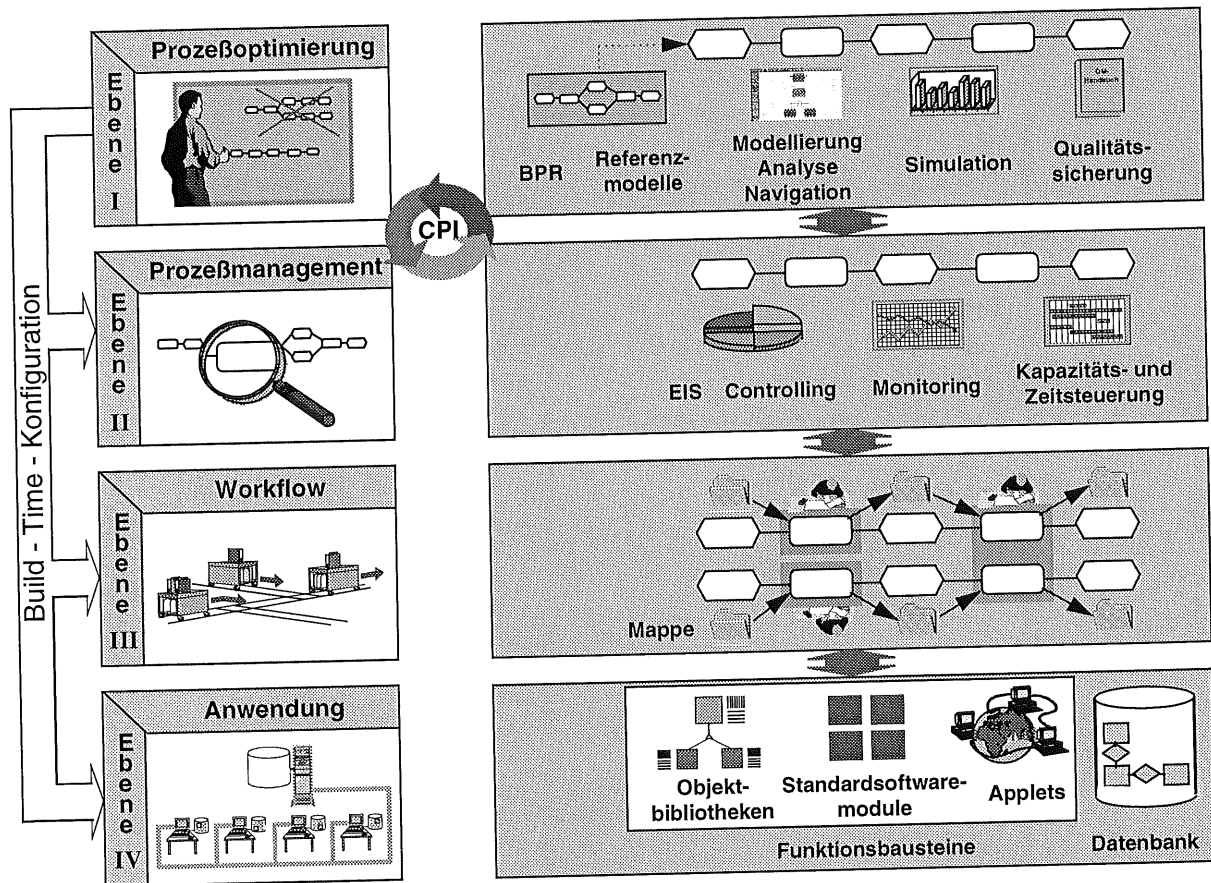 Build - Time - Konfiguration
Ebene I
Prozeßoptimierung
CPI
BPR
Referenz-
modelle
Modellierung
Analyse
Navigation
Simulation
QM-
Handbuch
Qualitäts-
sicherung
Ebene II
Prozeßmanagement
EIS
Controlling
Monitoring
Kapazitäts- und
Zeitsteuerung
Ebene III
Workflow
Mappe
Ebene IV
Anwendung
Objekt-
bibliotheken
Standardsoftware-
module
Applets
Funktionsbausteine
Datenbank